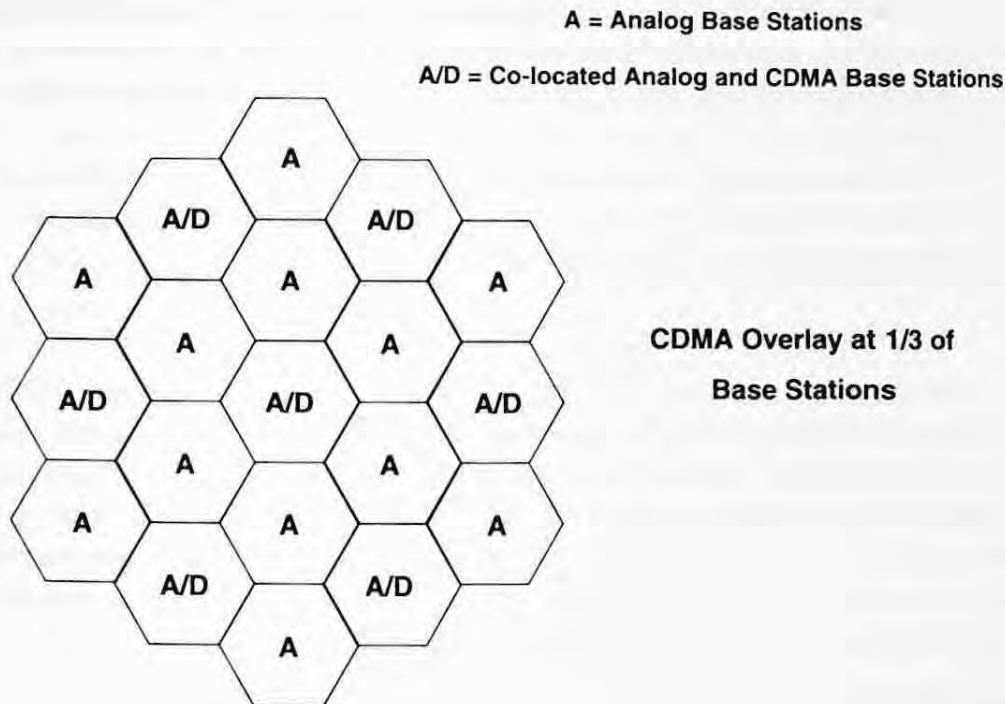 A = Analog Base Stations
A/D = Co-located Analog and CDMA Base Stations
A
A/D
A/D
A
A
A
A
A
A/D
A/D
A/D
A
A
A
A
A
A/D
A/D
A
CDMA Overlay at 1/3 of
Base Stations